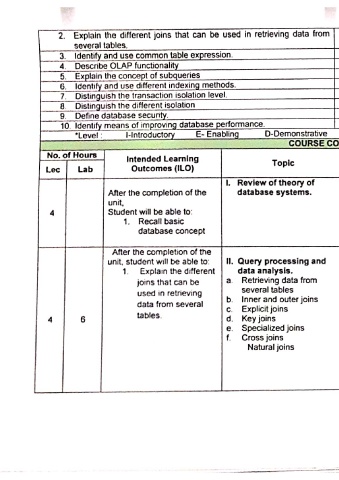 2. Explain the different joins that can be used in retrieving data from
several tables.
3. Identify and use common table expression.
4. Describe OLAP functionality
5. Explain the concept of subqueries
6. Identify and use different indexing methods.
7. Distinguish the transaction isolation level.
8. Distinguish the different isolation
9. Define database security.
10. Identify means of improving database performance.
*Level : I-Introductory E- Enabling D-Demonstrative
COURSE CO
No. of Hours
Lec Lab
Intended Learning
Outcomes (ILO)
Topic
4
After the completion of the
unit,
Student will be able to:
1. Recall basic
database concept
I. Review of theory of
database systems.
4 6
After the completion of the
unit, student will be able to:
1. Explain the different
joins that can be
used in retrieving
data from several
tables.
II. Query processing and
data analysis.
a. Retrieving data from
several tables
b. Inner and outer joins
c. Explicit joins
d. Key joins
e. Specialized joins
f. Cross joins
Natural joins